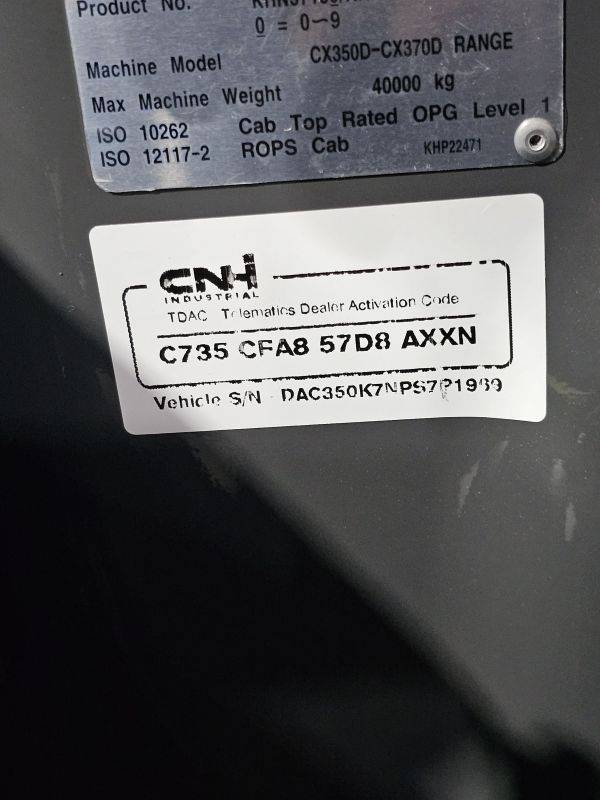 Product No.
0 = 0~9
Machine Model CX350D-CX370D RANGE
Max Machine Weight 40000 kg
ISO 10262 Cab Top Rated OPG Level 1
ISO 12117-2 ROPS Cab KHP22471
CNH
INDUSTRIAL
TDAC Telematics Dealer Activation Code
C735 CFA8 57D8 AXXN
Vehicle S/N